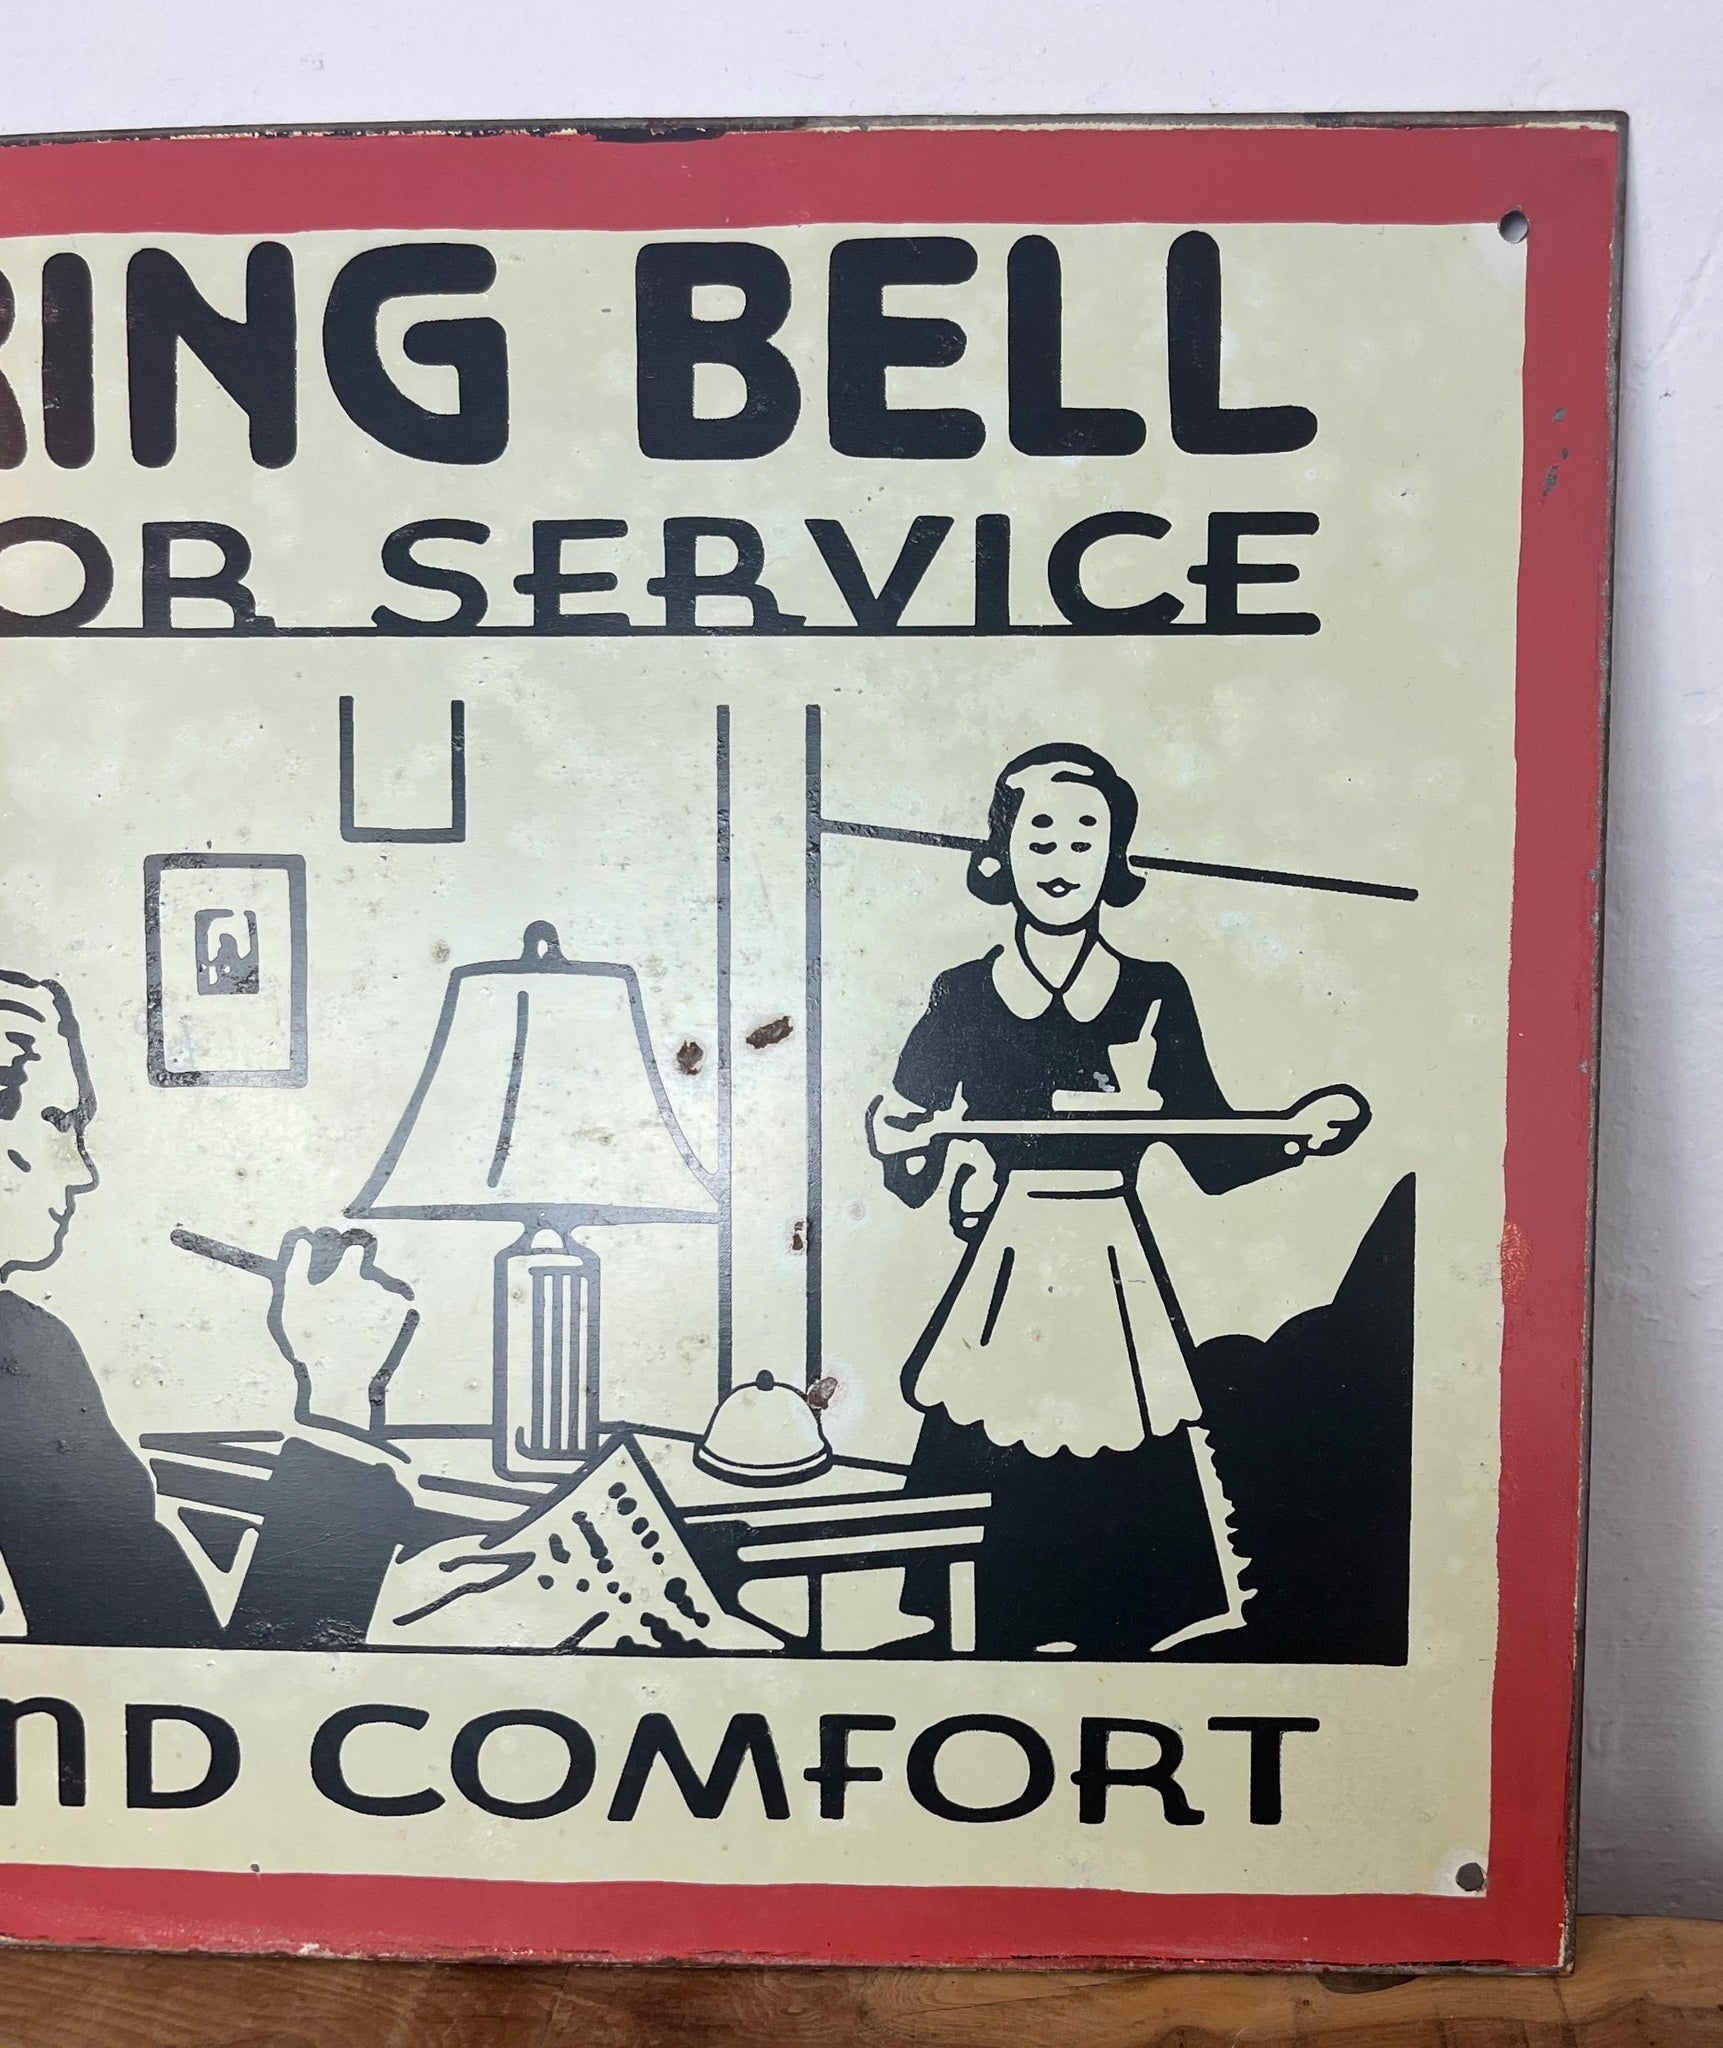 RING BELL
OR SERVICE
ND COMFORT